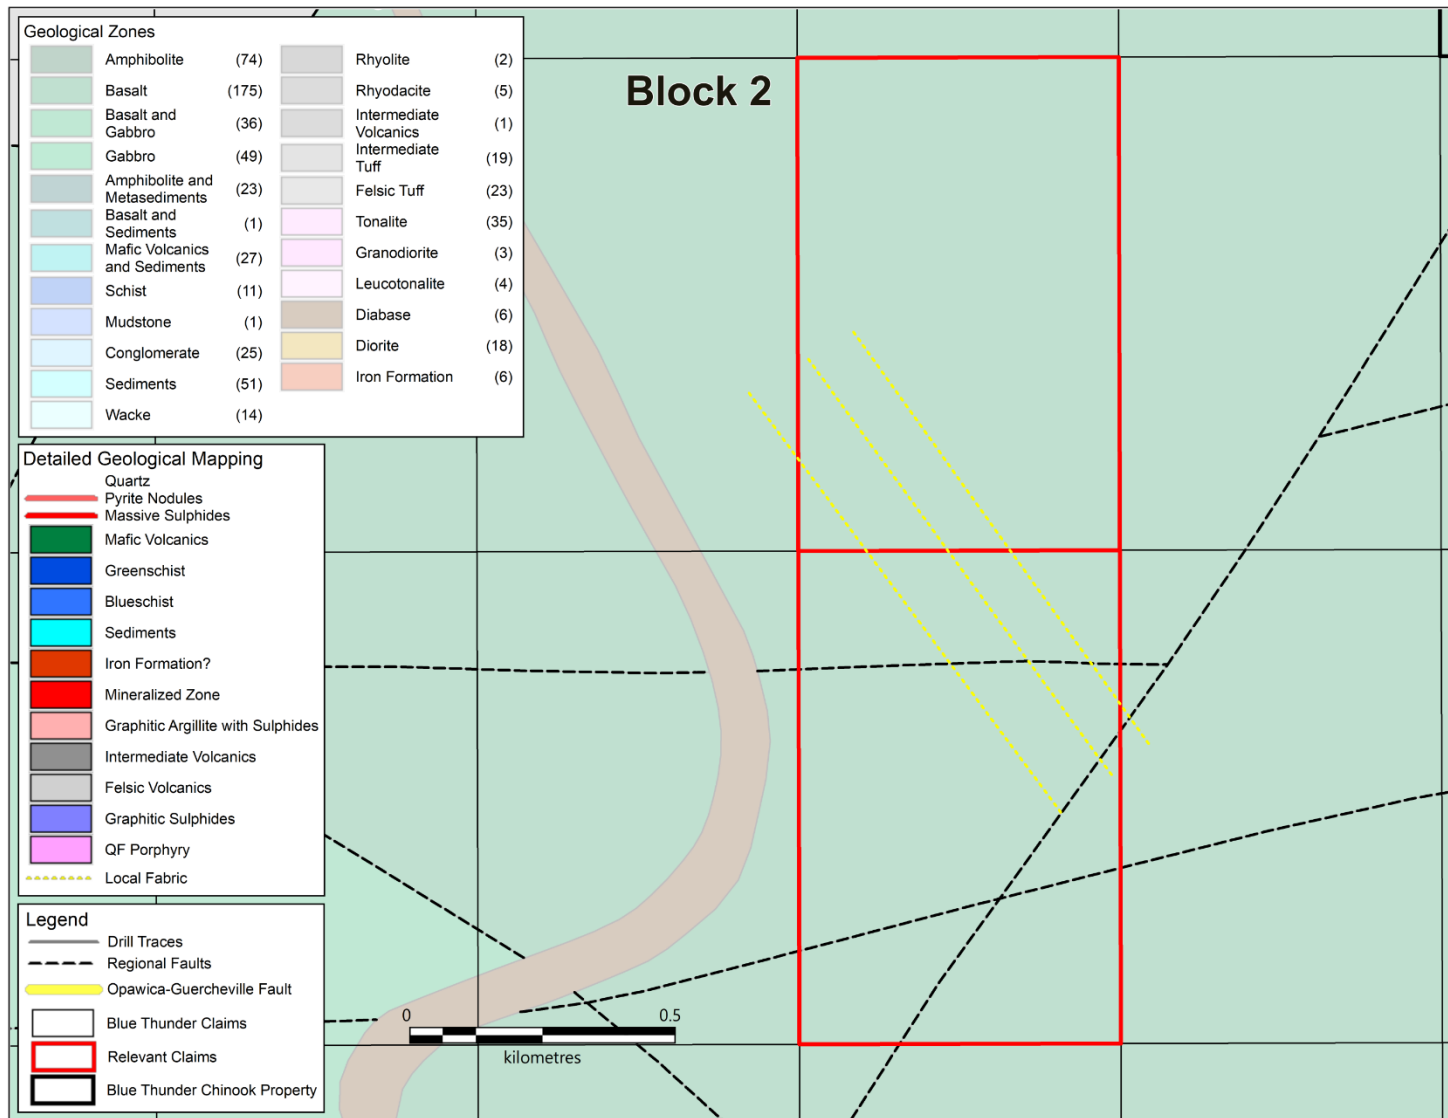 Block 2
Geological Zones
Amphibolite (74)
Basalt (175)
Basalt and
Gabbro (36)
Gabbro (49)
Amphibolite and
Metasediments (23)
Basalt and
Sediments (1)
Mafic Volcanics
and Sediments (27)
Schist (11)
Mudstone (1)
Conglomerate (25)
Sediments (51)
Wacke (14)
Rhyolite (2)
Rhyodacite (5)
Intermediate
Volcanics (1)
Intermediate
Tuff (19)
Felsic Tuff (23)
Tonalite (35)
Granodiorite (3)
Leucotonalite (4)
Diabase (6)
Diorite (18)
Iron Formation (6)
Detailed Geological Mapping
Quartz
Pyrite Nodules
Massive Sulphides
Mafic Volcanics
Greenschist
Blueschist
Sediments
Iron Formation?
Mineralized Zone
Graphitic Argillite with Sulphides
Intermediate Volcanics
Felsic Volcanics
Graphitic Sulphides
QF Porphyry
Local Fabric
Legend
Drill Traces
Regional Faults
Opawica-Guercheville Fault
Blue Thunder Claims
Relevant Claims
Blue Thunder Chinook Property
0 0.5
kilometres